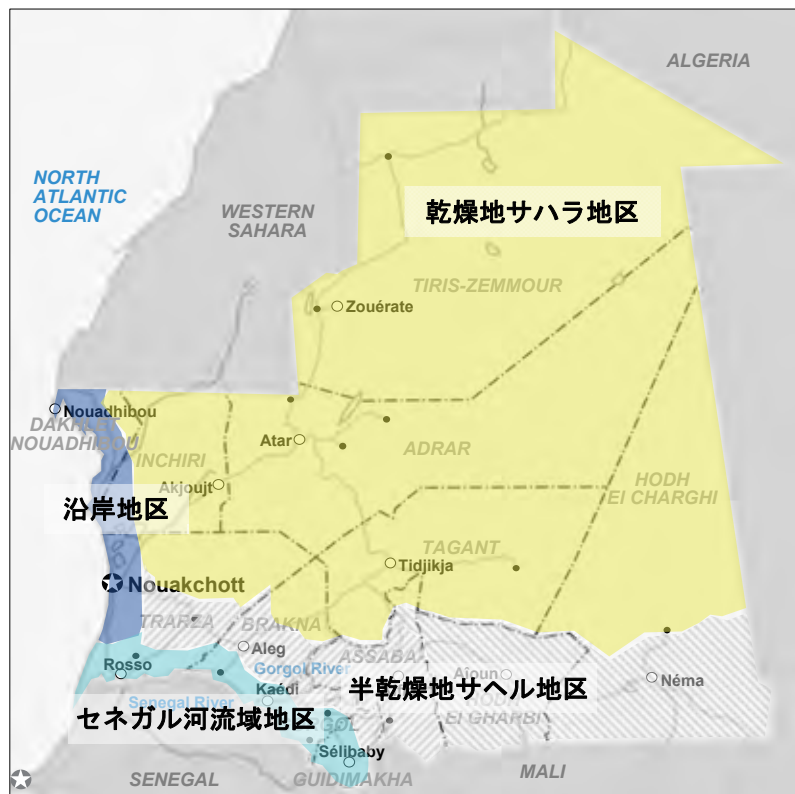 ALGERIA
NORTH
ATLANTIC
OCEAN
WESTERN
SAHARA
乾燥地サハラ地区
TIRIS-ZEMMOUR
Zouérate
Nouadhibou
DAKHLET
NOUADHIBOU
Atar
ADRAR
INCHIRI
Akjoujt
HODH
EI CHARGHI
沿岸地区
TAGANT
Tidjikja
Nouakchott
TRARZA
BRAKNA
Aleg
ASSABA
Rosso
Gorgol River
Aioun
Néma
Kaédi
半乾燥地サヘル地区
Senegal River
セネガル河流域地区
EI GHARBI
Sélibaby
SENEGAL
GUIDIMAKHA
MALI